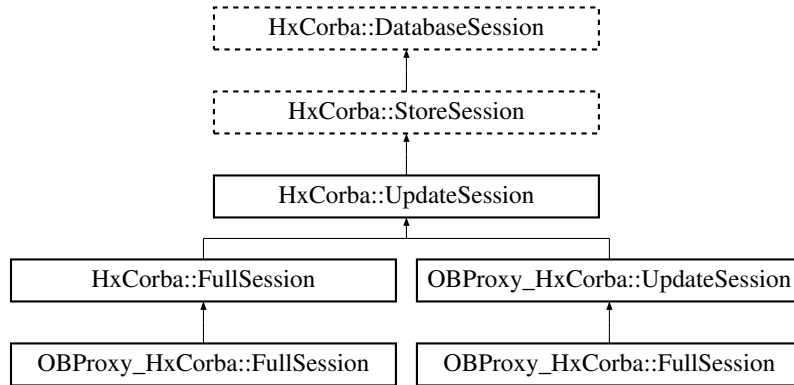 HxCorba::DatabaseSession
HxCorba::StoreSession
HxCorba::UpdateSession
HxCorba::FullSession
OBProxy_HxCorba::UpdateSession
OBProxy_HxCorba::FullSession
OBProxy_HxCorba::FullSession